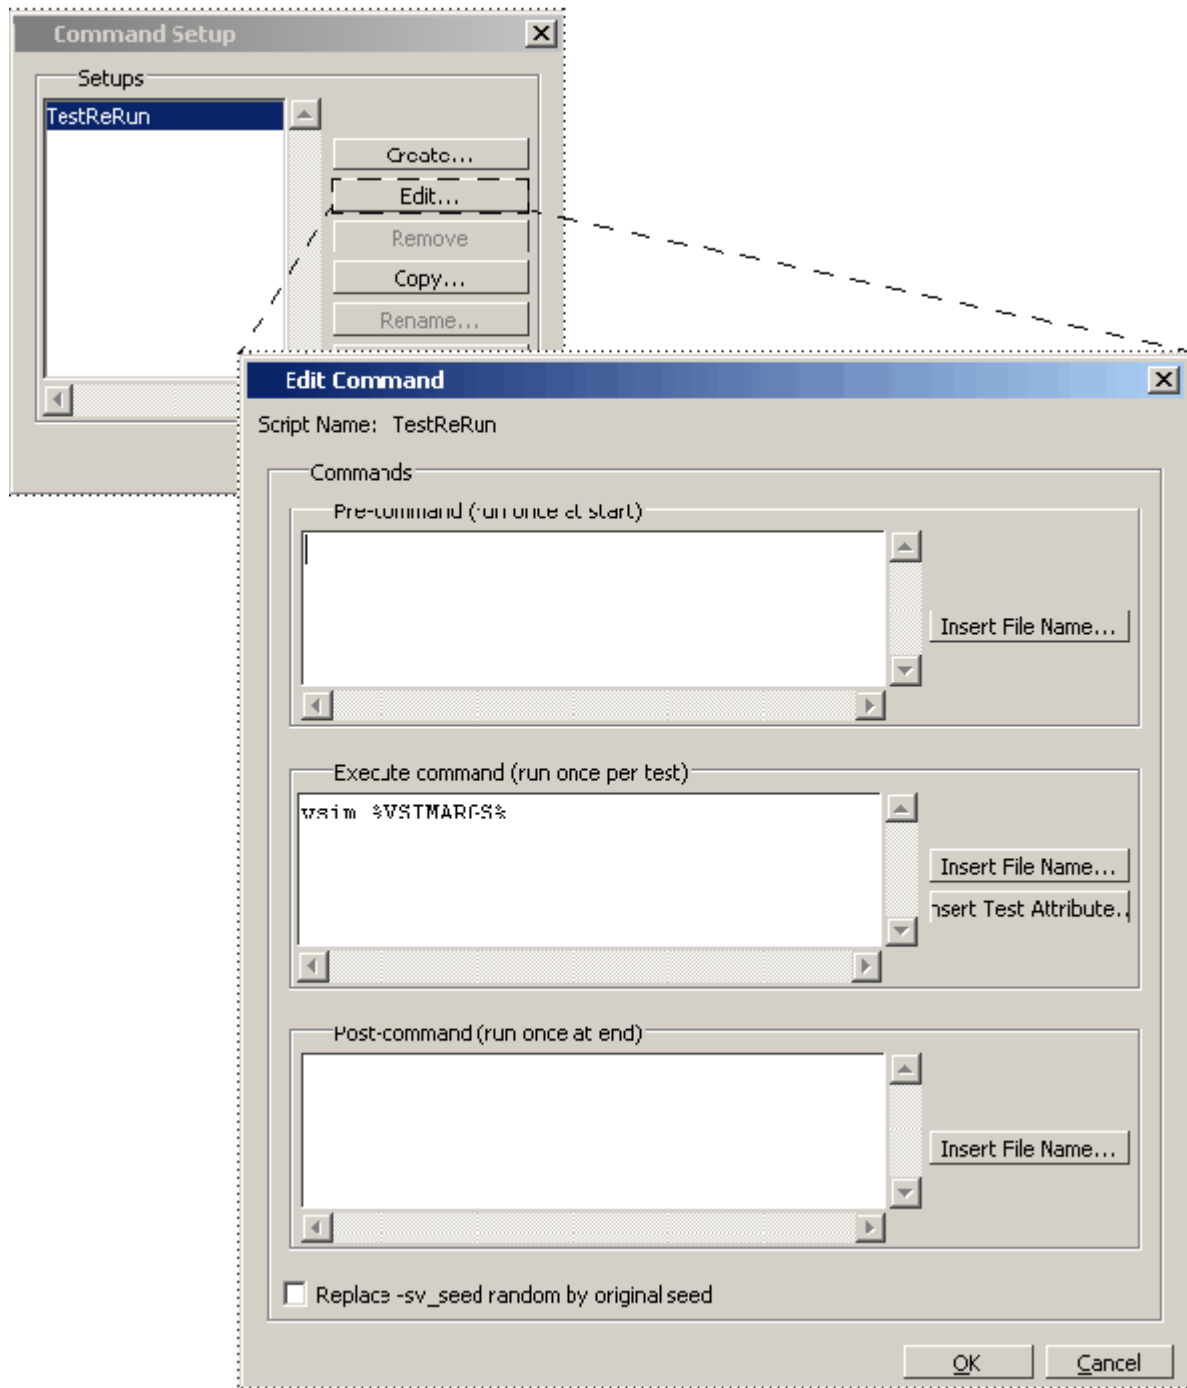 Command Setup
Setups
TestReRun
Create...
Edit...
Remove
Copy...
Rename...
Edit Command
Script Name: TestReRun
Commands
Pre-command (run once at start)
Insert File Name...
Execute command (run once per test)
vsim %VSIMARGS%
Insert File Name...
nsert Test Attribute..
Post-command (run once at end)
Insert File Name...
Replace -sv_seed random by original seed
OK Cancel